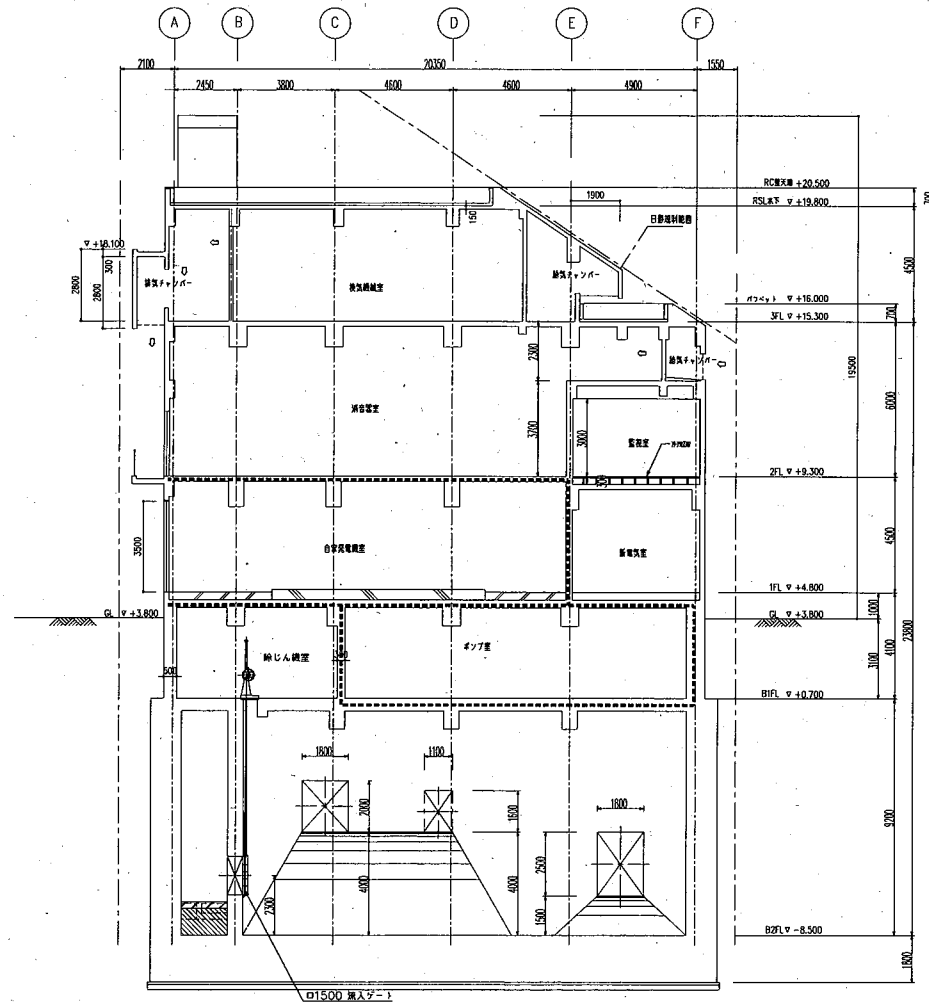 A B C D E F
2100 20350 1550
2450 3800 4600 4600 4900
RC壁天端 +20.500
RSL水下 ▽ +19.800
700
1900
日影規制範囲
150
▽ +18.100
300
2800
2800
排気チャンバー
換気機械室
給気チャンバー
4500
パラペット ▽ +16.000
3FL ▽ +15.300
700
19500
2300
給気チャンバー
消音器室
3700
3000
監視室
6000
2FL ▽ +9.300
300
3500
自家発電機室
新電気室
4500
1FL ▽ +4.800
GL ▽ +3.800
GL ▽ +3.800
1000
23800
除じん機室
ポンプ室
500
3100
4100
B1FL ▽ +0.700
1800
1100
2000
1600
1800
9200
2500
2300
4000
4000
1500
B2FL ▽ -8.500
1800
□1500 流入ゲート